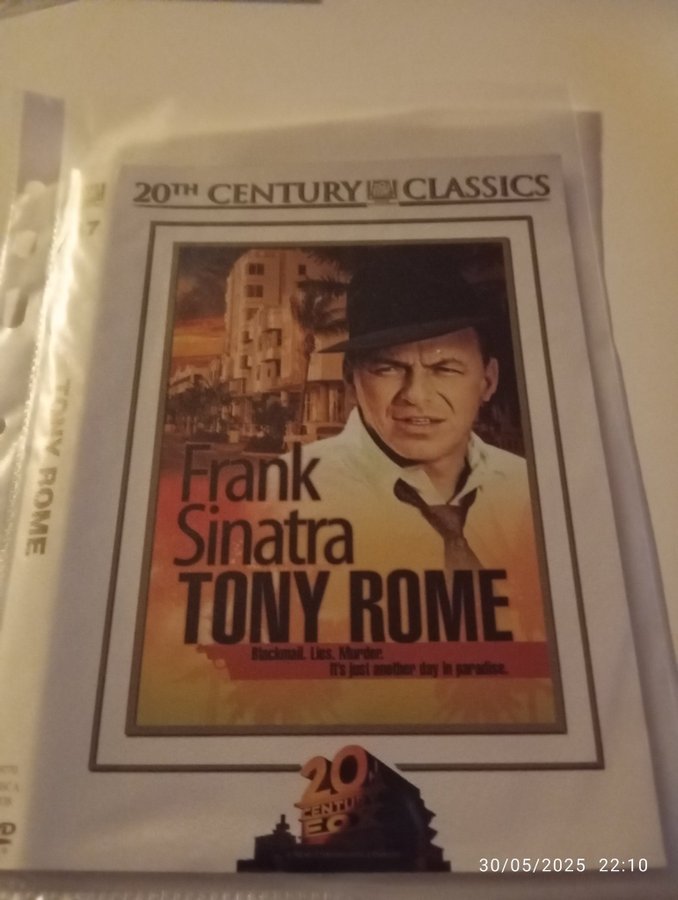 20TH CENTURY FOX CLASSICS
7
TONY ROME
Frank
Sinatra
TONY ROME
Blackmail. Lies. Murder.
It's just another day in paradise.
20TH
CENTURY
FOX
30/05/2025 22:10